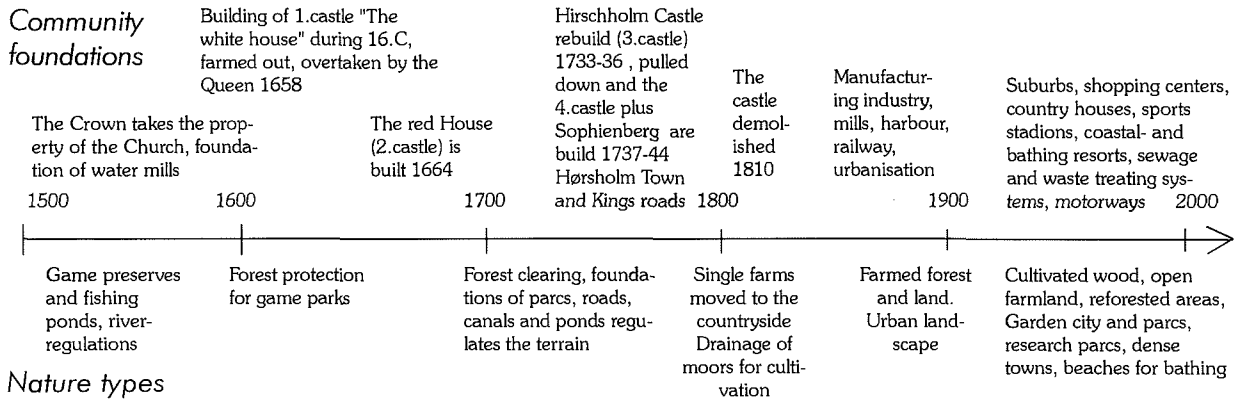 Community
foundations
Building of 1.castle "The
white house" during 16.C,
farmed out, overtaken by the
Queen 1658
Hirschholm Castle
rebuild (3.castle)
1733-36 , pulled
down and the
4.castle plus
Sophienberg are
build 1737-44
Hørsholm Town
and Kings roads
The Crown takes the prop-
erty of the Church, founda-
tion of water mills
The red House
(2.castle) is
built 1664
The
castle
demol-
ished
1810
Manufactur-
ing industry,
mills, harbour,
railway,
urbanisation
Suburbs, shopping centers,
country houses, sports
stadions, coastal- and
bathing resorts, sewage
and waste treating sys-
tems, motorways
1500
1600
1700
1800
1900
2000
Game preserves
and fishing
ponds, river-
regulations
Forest protection
for game parks
Forest clearing, founda-
tions of parcs, roads,
canals and ponds regu-
lates the terrain
Single farms
moved to the
countryside
Drainage of
moors for culti-
vation
Farmed forest
and land.
Urban land-
scape
Cultivated wood, open
farmland, reforested areas,
Garden city and parcs,
research parcs, dense
towns, beaches for bathing
Nature types